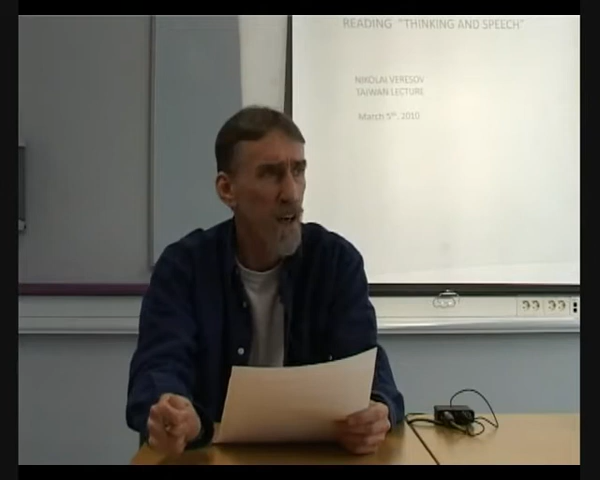 READING "THINKING AND SPEECH"
NIKOLAI VERESOV
TAIWAN LECTURE
March 5th, 2010